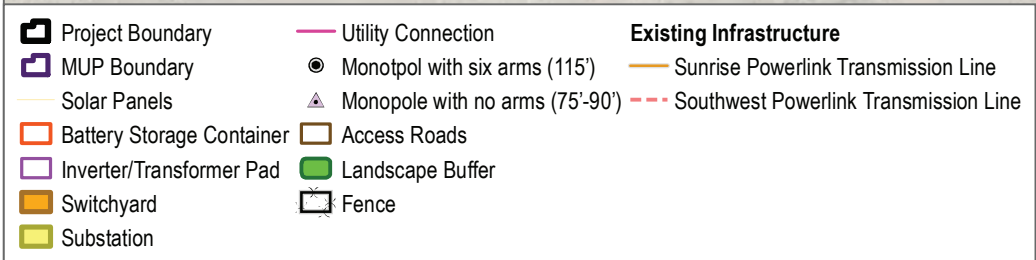 Project Boundary
MUP Boundary
Solar Panels
Battery Storage Container
Inverter/Transformer Pad
Switchyard
Substation
Utility Connection
Monotpol with six arms (115')
Monopole with no arms (75'-90')
Access Roads
Landscape Buffer
Fence
Existing Infrastructure
Sunrise Powerlink Transmission Line
Southwest Powerlink Transmission Line